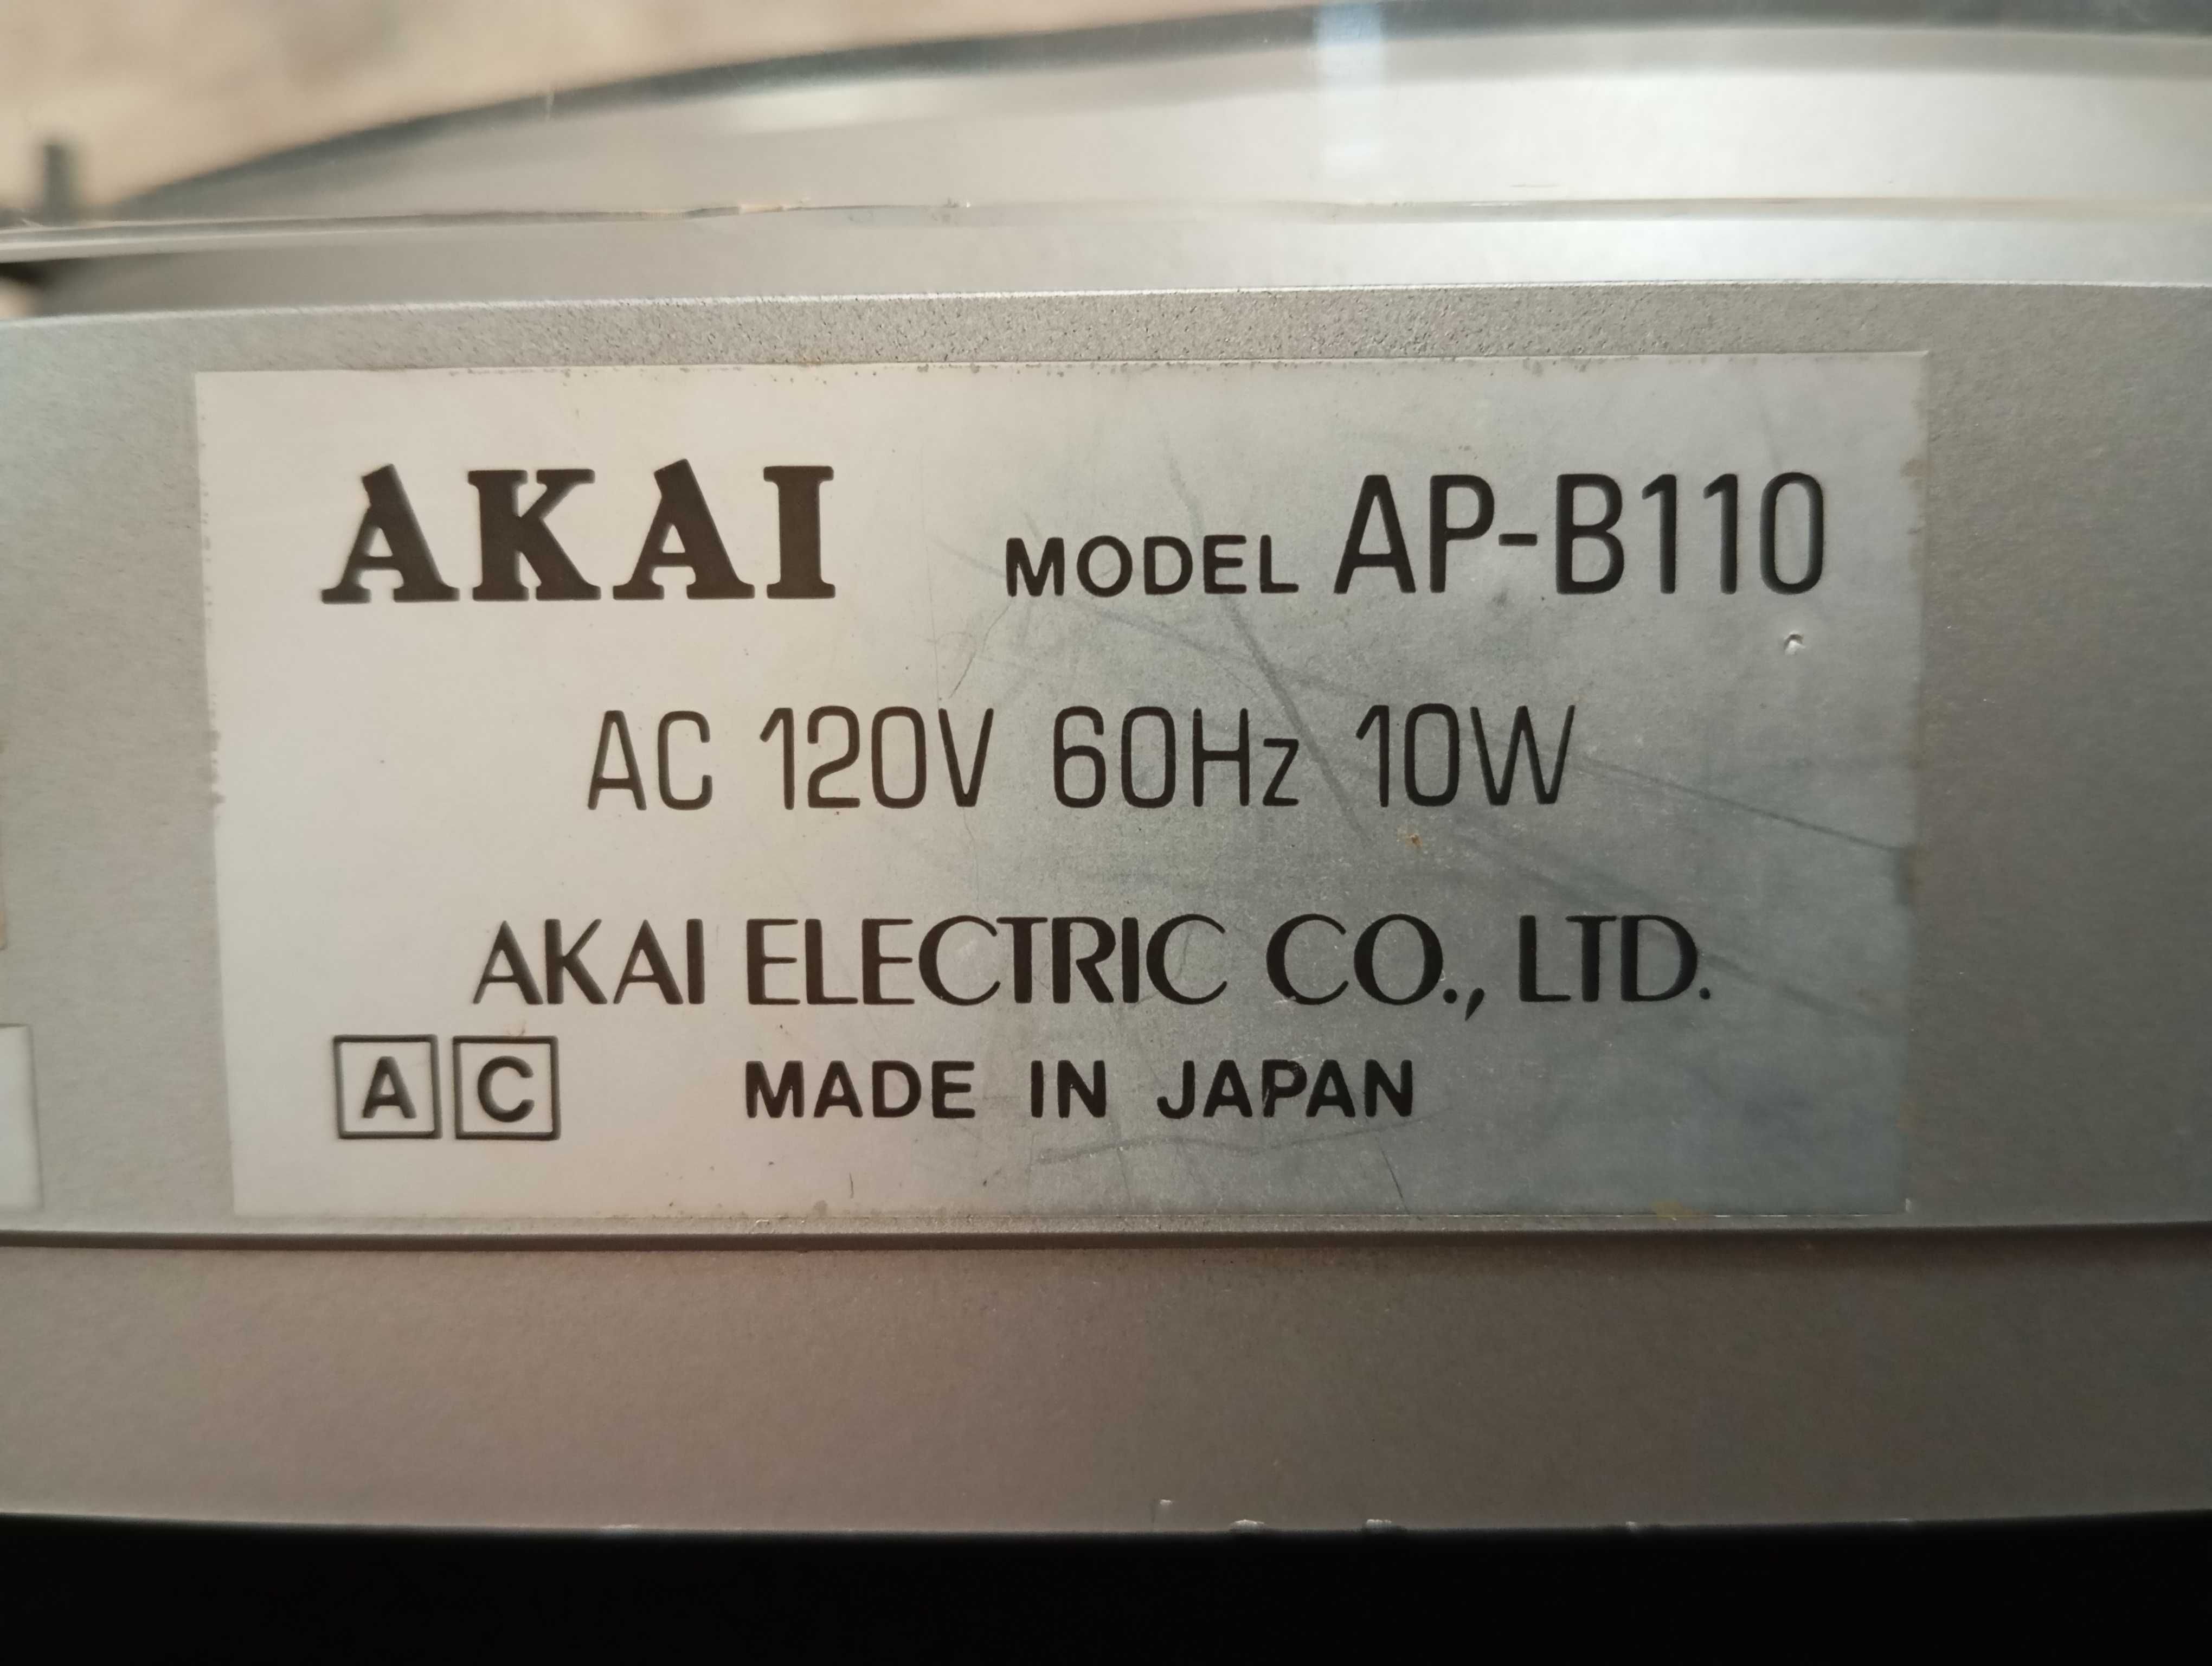 AKAI MODEL AP-B110
AC 120V 60Hz 10W
AKAI ELECTRIC CO., LTD.
A C MADE IN JAPAN